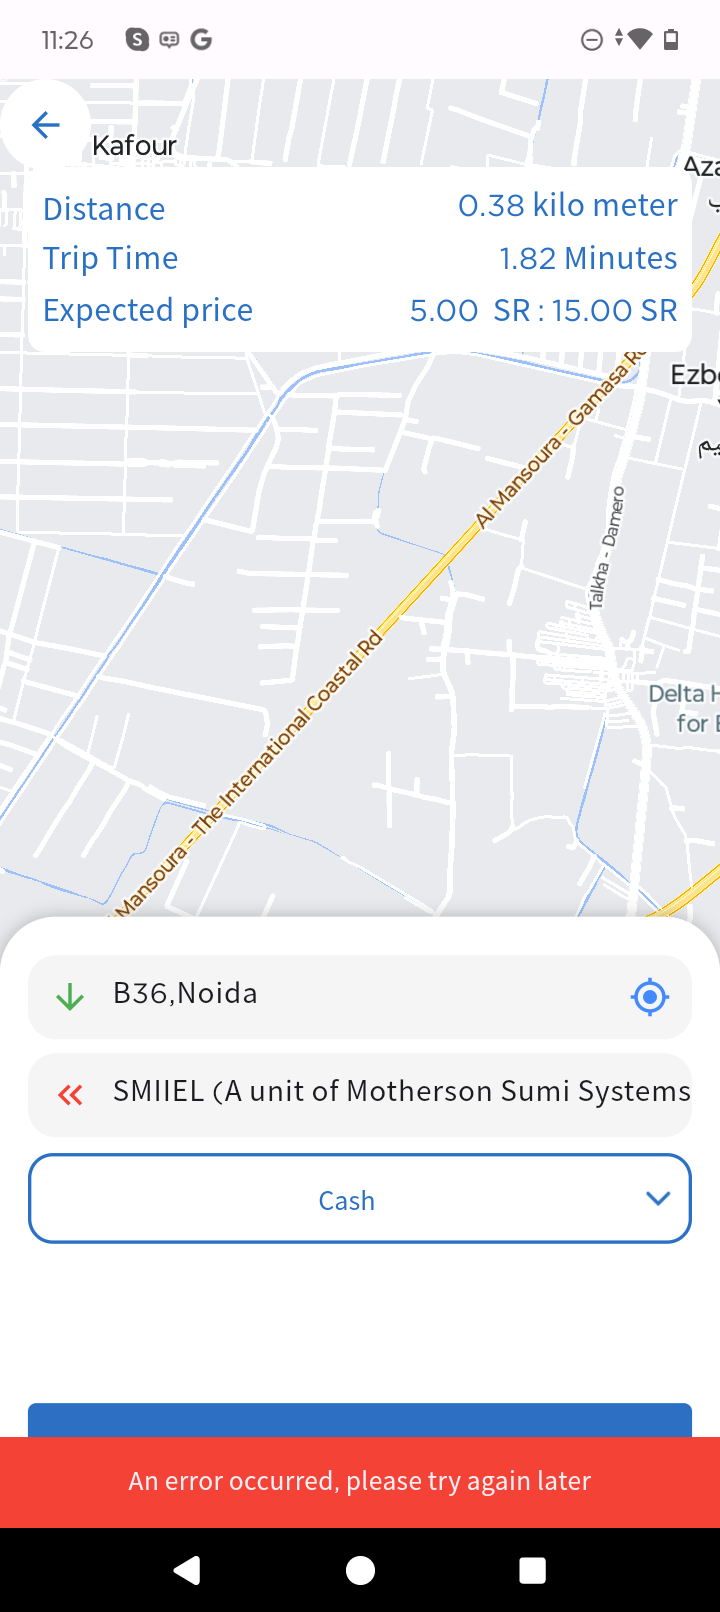 11:26
Kafour
Aza
ب
Distance 0.38 kilo meter
Trip Time 1.82 Minutes
Expected price 5.00 SR : 15.00 SR
Ezb
يم
Al Mansoura - Gamasa Rd
Talkha - Damero
Mansoura - The International Coastal Rd
Delta H
for E
B36,Noida
SMIIEL (A unit of Motherson Sumi Systems
Cash
An error occurred, please try again later